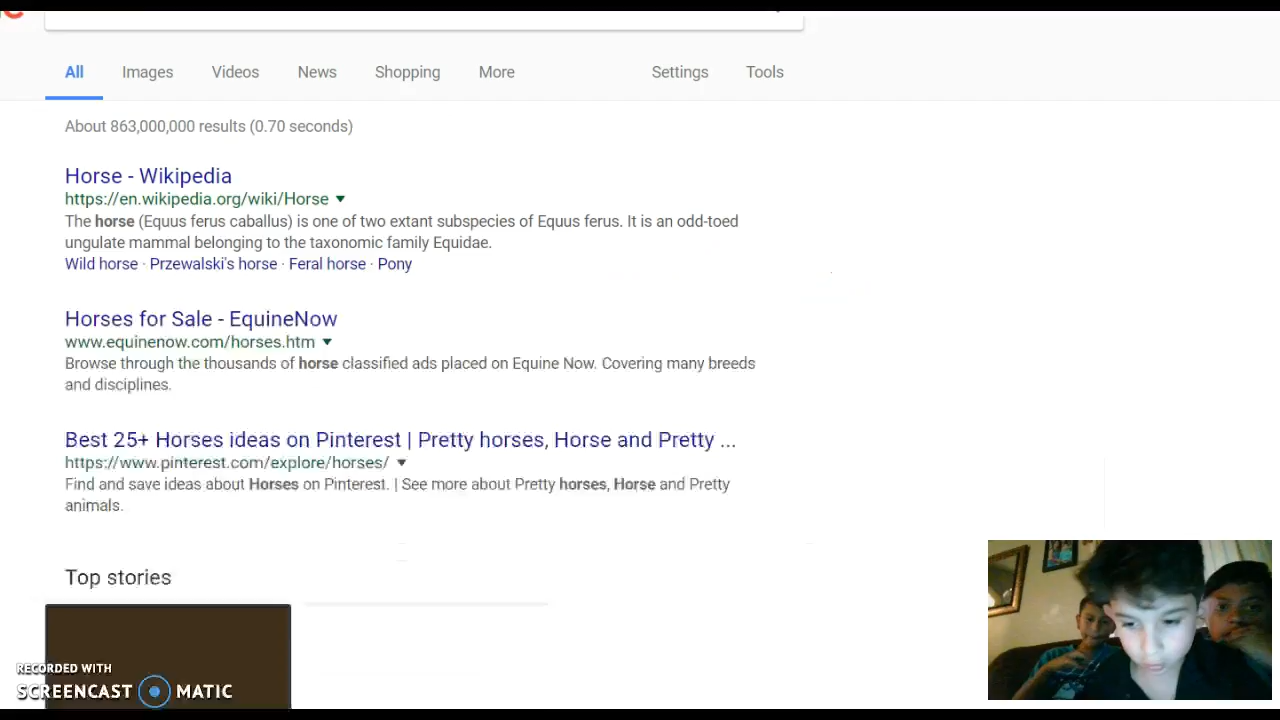 All Images Videos News Shopping More Settings Tools
About 863,000,000 results (0.70 seconds)
Horse - Wikipedia
https://en.wikipedia.org/wiki/Horse
The horse (Equus ferus caballus) is one of two extant subspecies of Equus ferus. It is an odd-toed
ungulate mammal belonging to the taxonomic family Equidae.
Wild horse · Przewalski's horse · Feral horse · Pony
Horses for Sale - EquineNow
www.equinenow.com/horses.htm
Browse through the thousands of horse classified ads placed on Equine Now. Covering many breeds
and disciplines.
Best 25+ Horses ideas on Pinterest | Pretty horses, Horse and Pretty ...
https://www.pinterest.com/explore/horses/
Find and save ideas about Horses on Pinterest. | See more about Pretty horses, Horse and Pretty
animals.
Top stories
RECORDED WITH
SCREENCAST MATIC